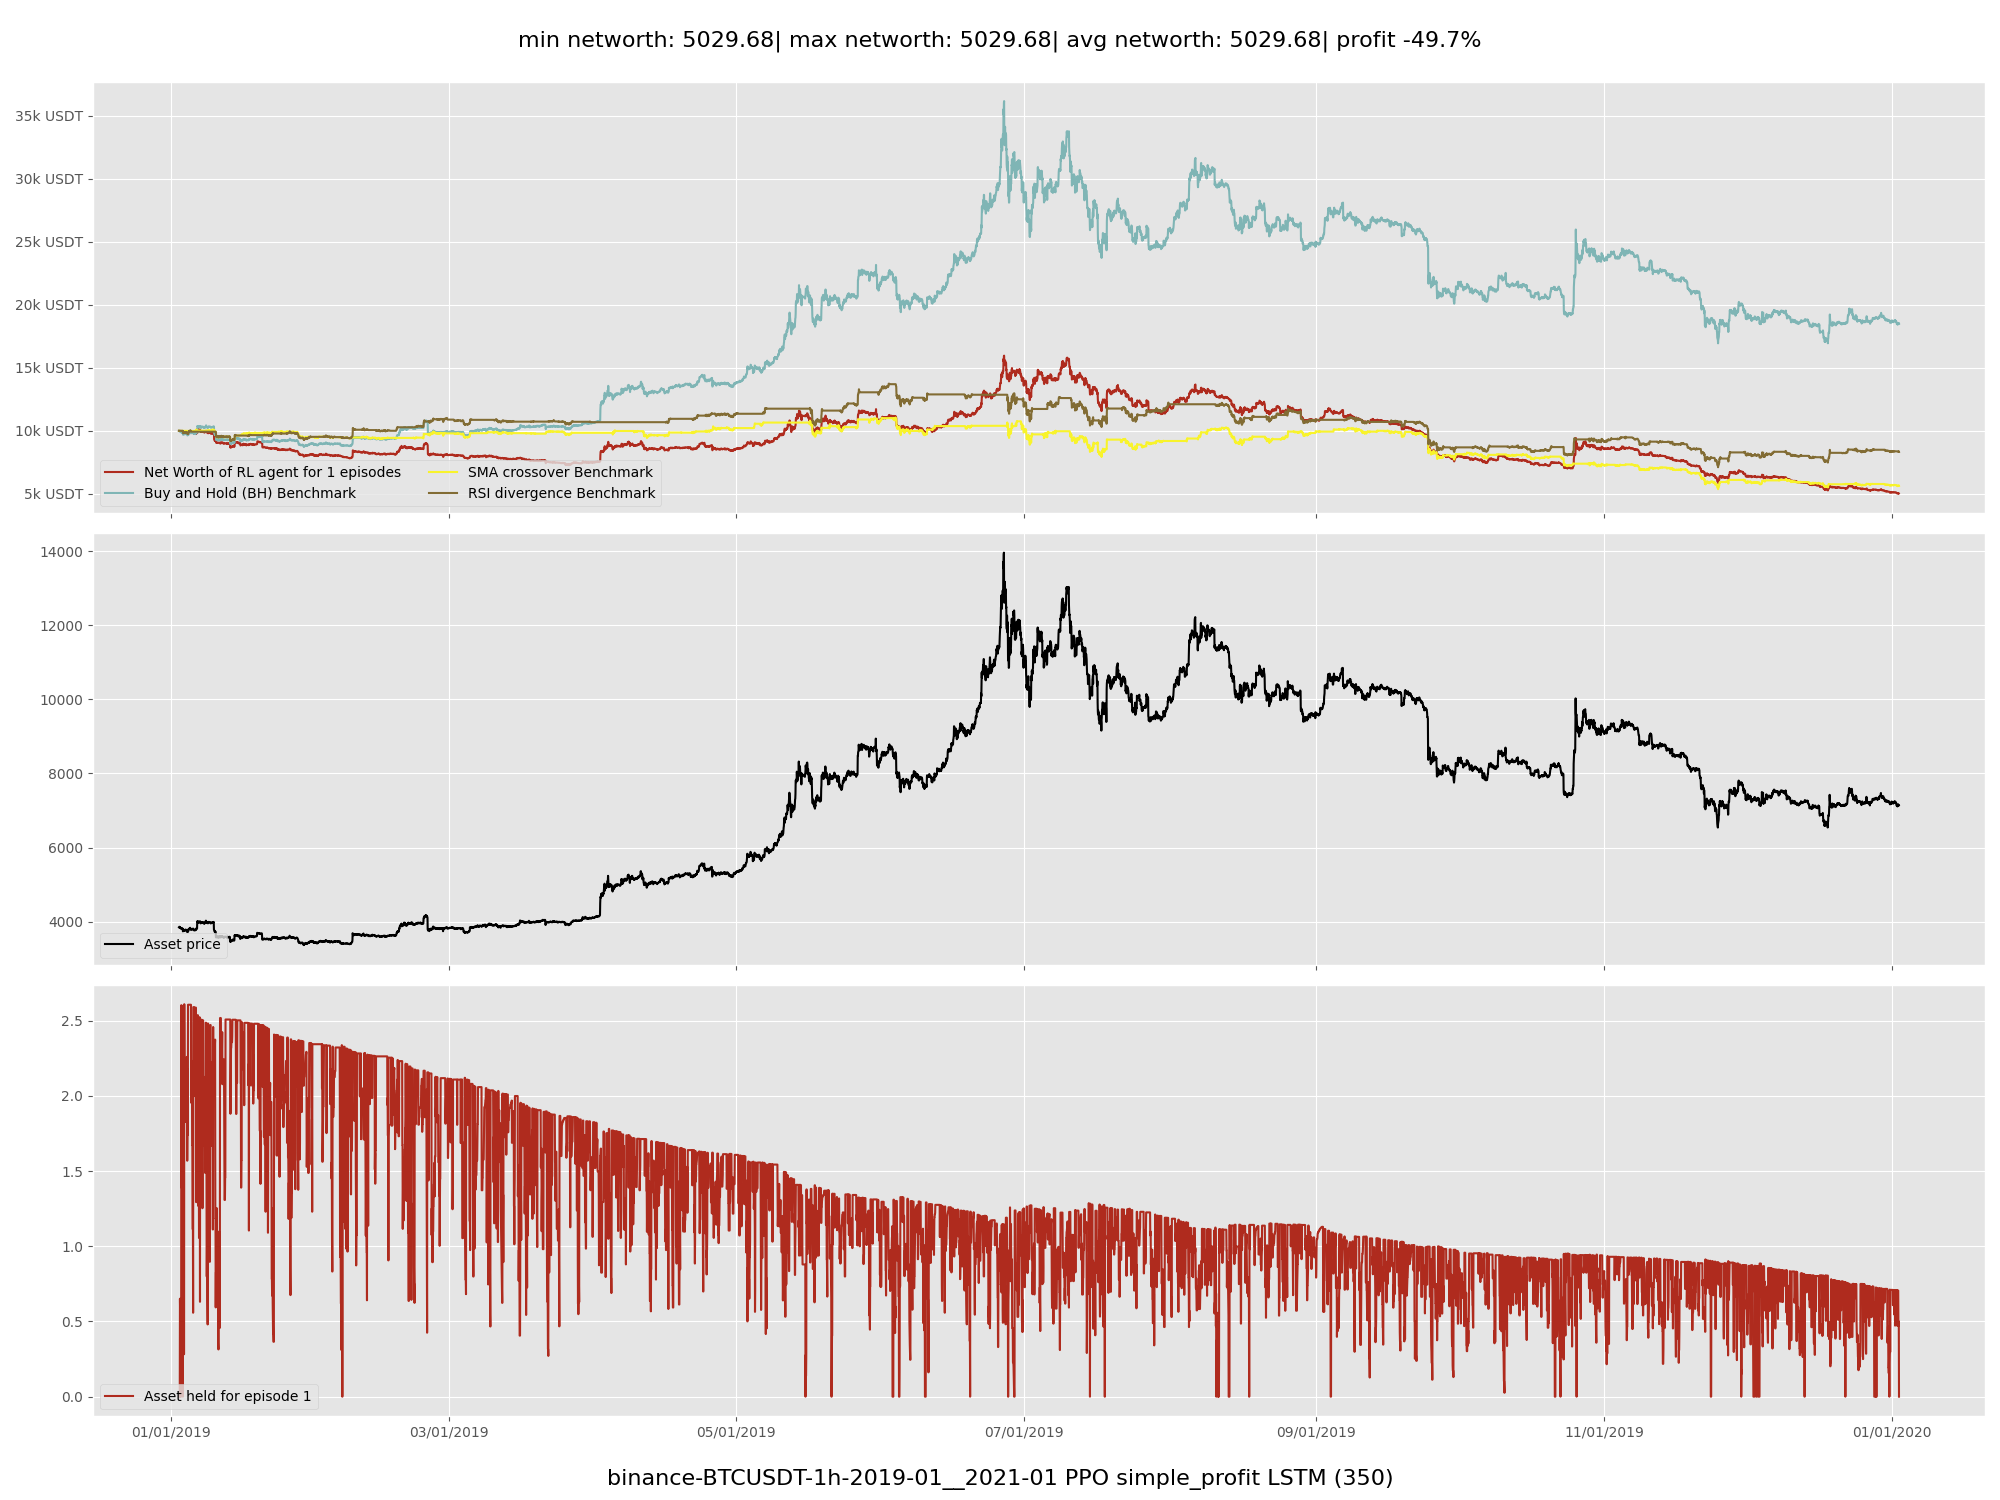 min networth: 5029.68| max networth: 5029.68| avg networth: 5029.68| profit -49.7%
35k USDT
30k USDT
25k USDT
20k USDT
15k USDT
10k USDT
5k USDT
Net Worth of RL agent for 1 episodes
Buy and Hold (BH) Benchmark
SMA crossover Benchmark
RSI divergence Benchmark
14000
12000
10000
8000
6000
4000
Asset price
2.5
2.0
1.5
1.0
0.5
0.0
Asset held for episode 1
01/01/2019 03/01/2019 05/01/2019 07/01/2019 09/01/2019 11/01/2019 01/01/2020
binance-BTCUSDT-1h-2019-01__2021-01 PPO simple_profit LSTM (350)